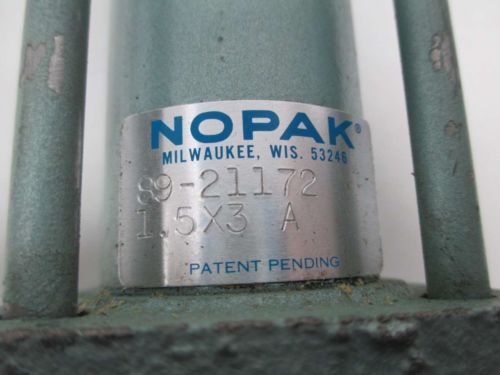 NOPAK®
MILWAUKEE, WIS. 53246
89-21172
1.5X3 A
PATENT PENDING